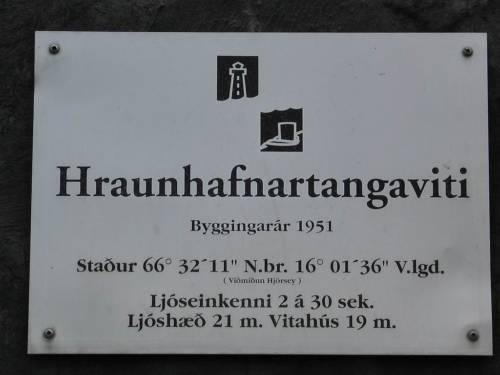 Hraunhafnartangaviti
Byggingarár 1951
Staður 66° 32´11" N.br. 16° 01´36" V.lgd.
( Viðmiðun Hjörsey )
Ljóseinkenni 2 á 30 sek.
Ljóshæð 21 m. Vitahús 19 m.